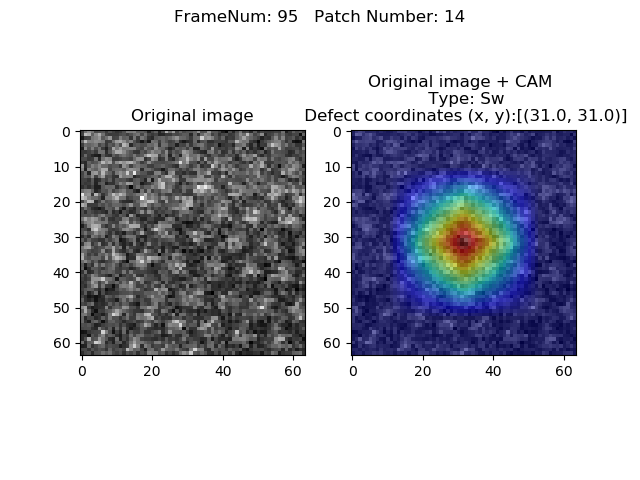 FrameNum: 95   Patch Number: 14
Original image
0
10
20
30
40
50
60
0 20 40 60
Original image + CAM
Type: Sw
Defect coordinates (x, y):[(31.0, 31.0)]
0
10
20
30
40
50
60
0 20 40 60